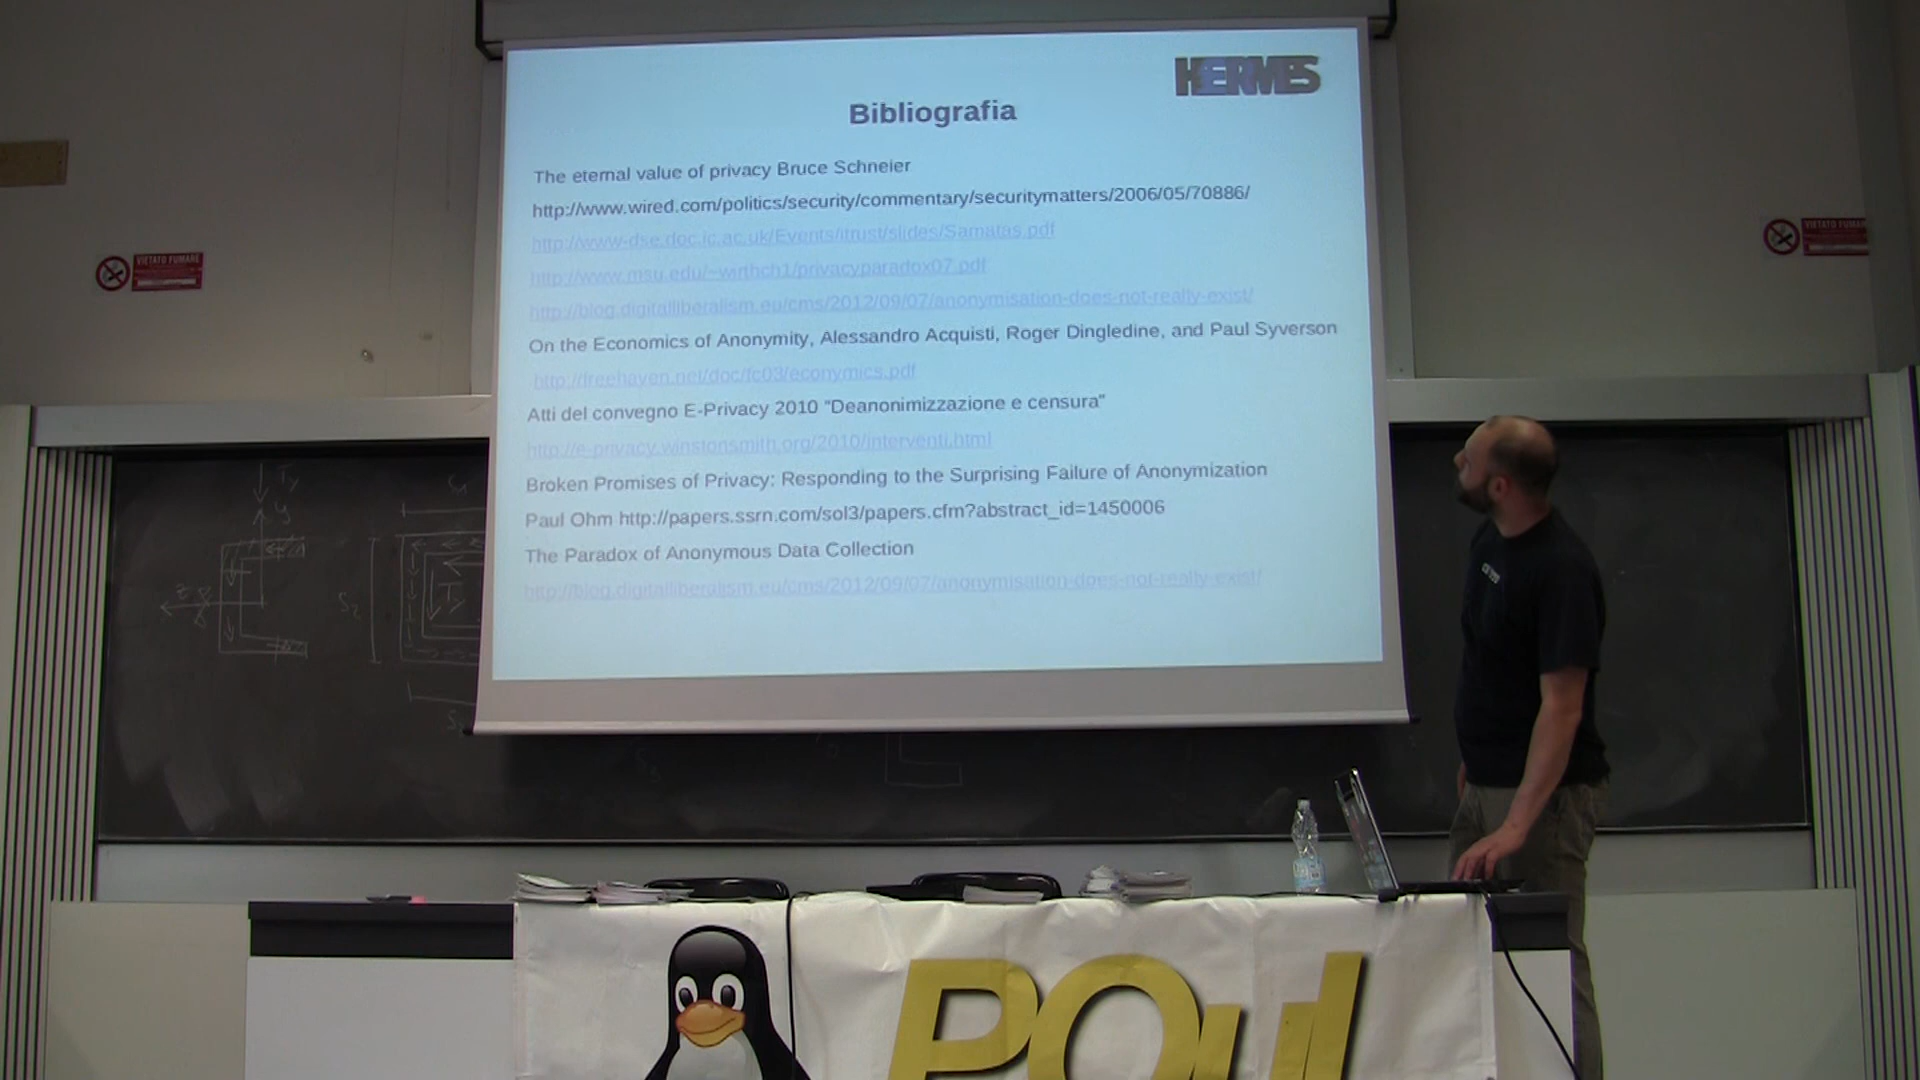 HERMES
Bibliografia
The eternal value of privacy Bruce Schneier
http://www.wired.com/politics/security/commentary/securitymatters/2006/05/70886/
http://www-dse.doc.ic.ac.uk/Events/itrust/slides/Samatas.pdf
http://www.msu.edu/~wirthch1/privacyparadox07.pdf
http://blog.digitalliberalism.eu/cms/2012/09/07/anonymisation-does-not-really-exist/
On the Economics of Anonymity, Alessandro Acquisti, Roger Dingledine, and Paul Syverson
http://freehaven.net/doc/fc03/econymics.pdf
Atti del convegno E-Privacy 2010 "Deanonimizzazione e censura"
http://e-privacy.winstonsmith.org/2010/interventi.html
Broken Promises of Privacy: Responding to the Surprising Failure of Anonymization
Paul Ohm http://papers.ssrn.com/sol3/papers.cfm?abstract_id=1450006
The Paradox of Anonymous Data Collection
http://blog.digitalliberalism.eu/cms/2012/09/07/anonymisation-does-not-really-exist/
VIETATO FUMARE
VIETATO FUMAR
Ty
y
S2
Ty
POul